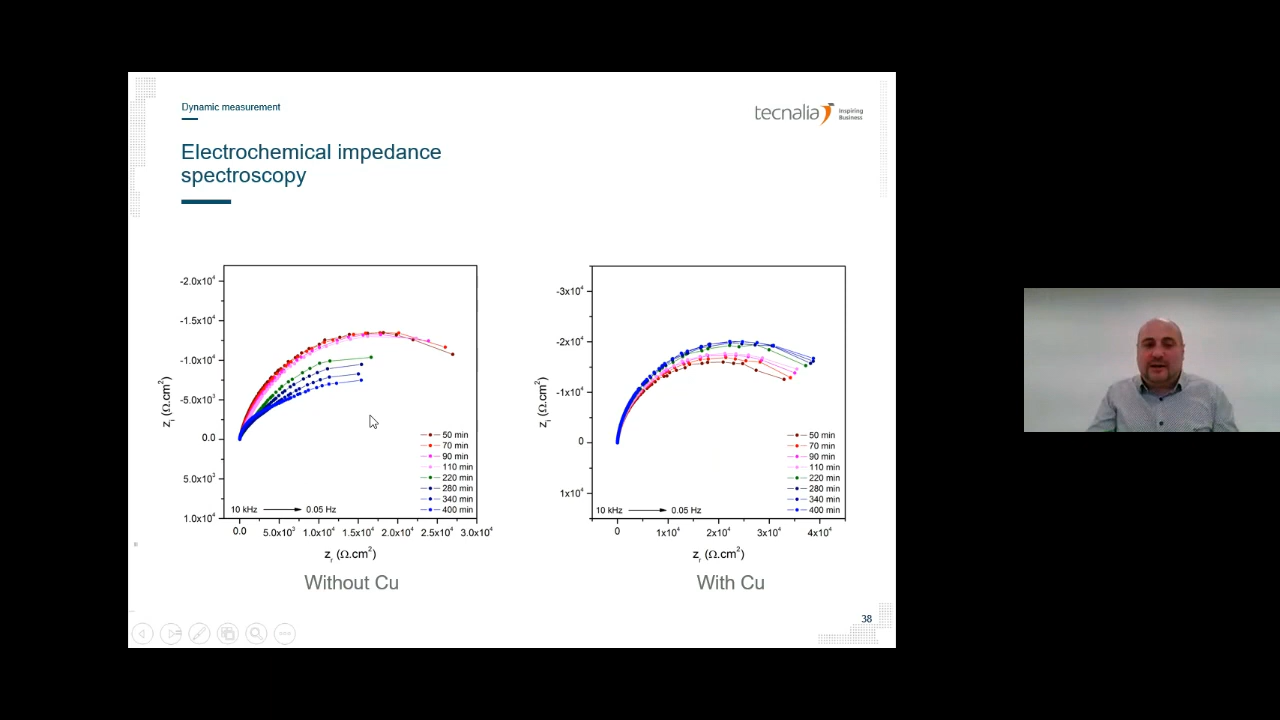 Dynamic measurement
tecnalia Inspiring
Business
Electrochemical impedance
spectroscopy
-2.0x10⁴
-1.5x10⁴
-1.0x10⁴
-5.0x10³
0.0
5.0x10³
1.0x10⁴
zᵢ (Ω.cm²)
50 min
70 min
90 min
110 min
220 min
280 min
340 min
400 min
10 kHz → 0.05 Hz
0.0 5.0x10³ 1.0x10⁴ 1.5x10⁴ 2.0x10⁴ 2.5x10⁴ 3.0x10⁴
zᵣ (Ω.cm²)
Without Cu
-3x10⁴
-2x10⁴
-1x10⁴
0
1x10⁴
zᵢ (Ω.cm²)
50 min
70 min
90 min
110 min
220 min
280 min
340 min
400 min
10 kHz → 0.05 Hz
0 1x10⁴ 2x10⁴ 3x10⁴ 4x10⁴
zᵣ (Ω.cm²)
With Cu
38